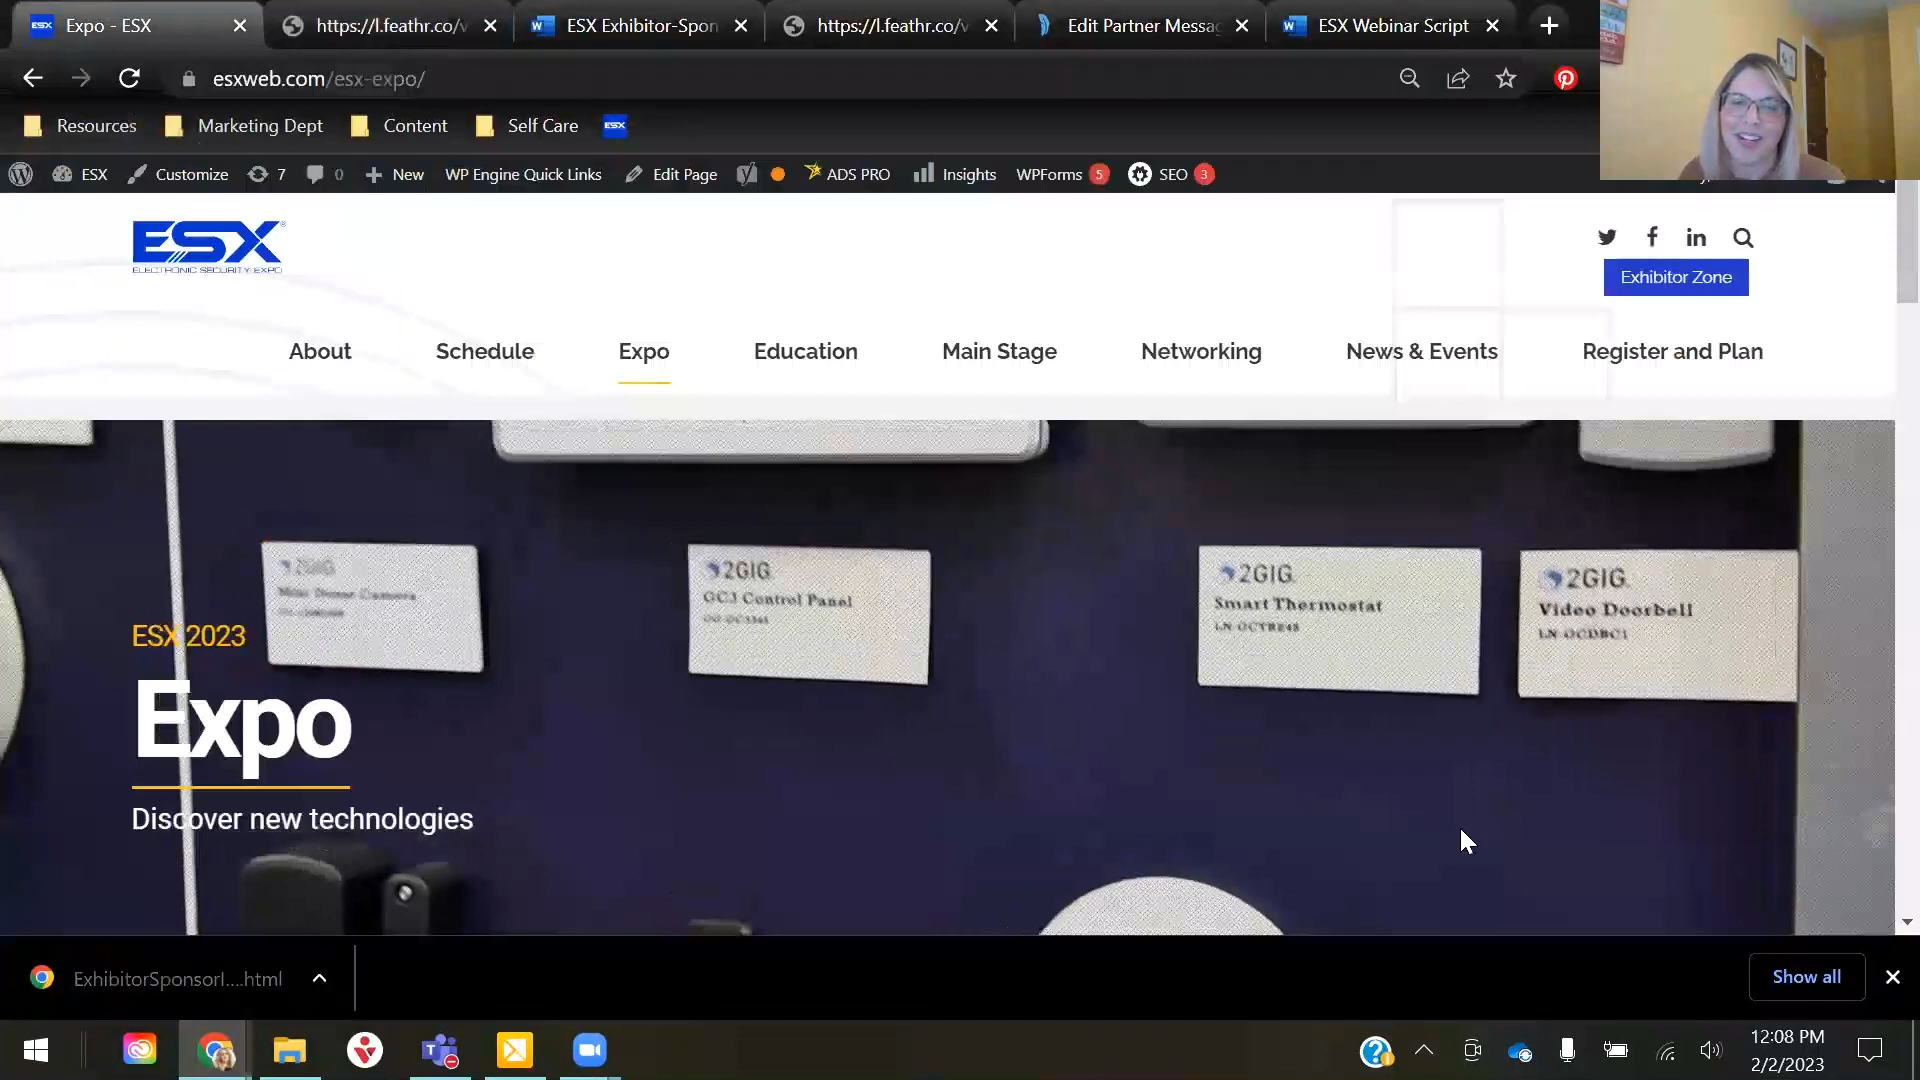 Expo - ESX
https://l.feathr.co/v
ESX Exhibitor-Spon
https://l.feathr.co/v
Edit Partner Messag
ESX Webinar Script
esxweb.com/esx-expo/
Resources
Marketing Dept
Content
Self Care
ESX
ESX
Customize
7
0
New
WP Engine Quick Links
Edit Page
ADS PRO
Insights
WPForms 5
SEO 3
ESX
ELECTRONIC SECURITY EXPO
Exhibitor Zone
About
Schedule
Expo
Education
Main Stage
Networking
News & Events
Register and Plan
2GIG
2GIG
GC3 Control Panel
2GIG
Smart Thermostat
2GIG
Video Doorbell
ESX 2023
Expo
Discover new technologies
ExhibitorSponsorI....html
Show all
12:08 PM
2/2/2023